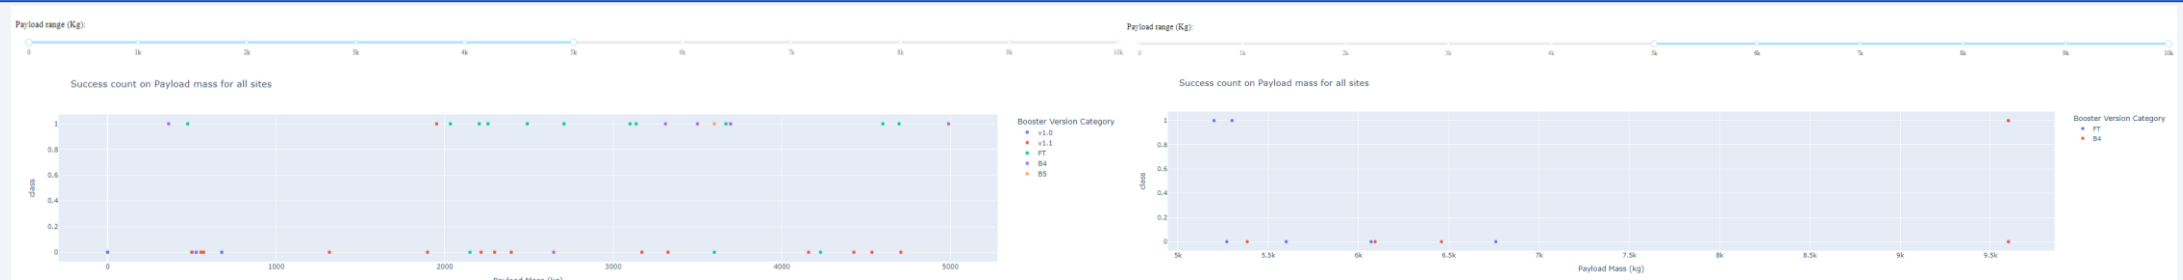 Payload range (Kg):
0 1k 2k 3k 4k 5k 6k 7k 8k 9k 10k
Success count on Payload mass for all sites
class
1
0.8
0.6
0.4
0.2
0
0 1000 2000 3000 4000 5000
Payload Mass (kg)
Booster Version Category
v1.0
v1.1
FT
B4
B5
Payload range (Kg):
0 1k 2k 3k 4k 5k 6k 7k 8k 9k 10k
Success count on Payload mass for all sites
class
1
0.8
0.6
0.4
0.2
0
5k 5.5k 6k 6.5k 7k 7.5k 8k 8.5k 9k 9.5k
Payload Mass (kg)
Booster Version Category
FT
B4